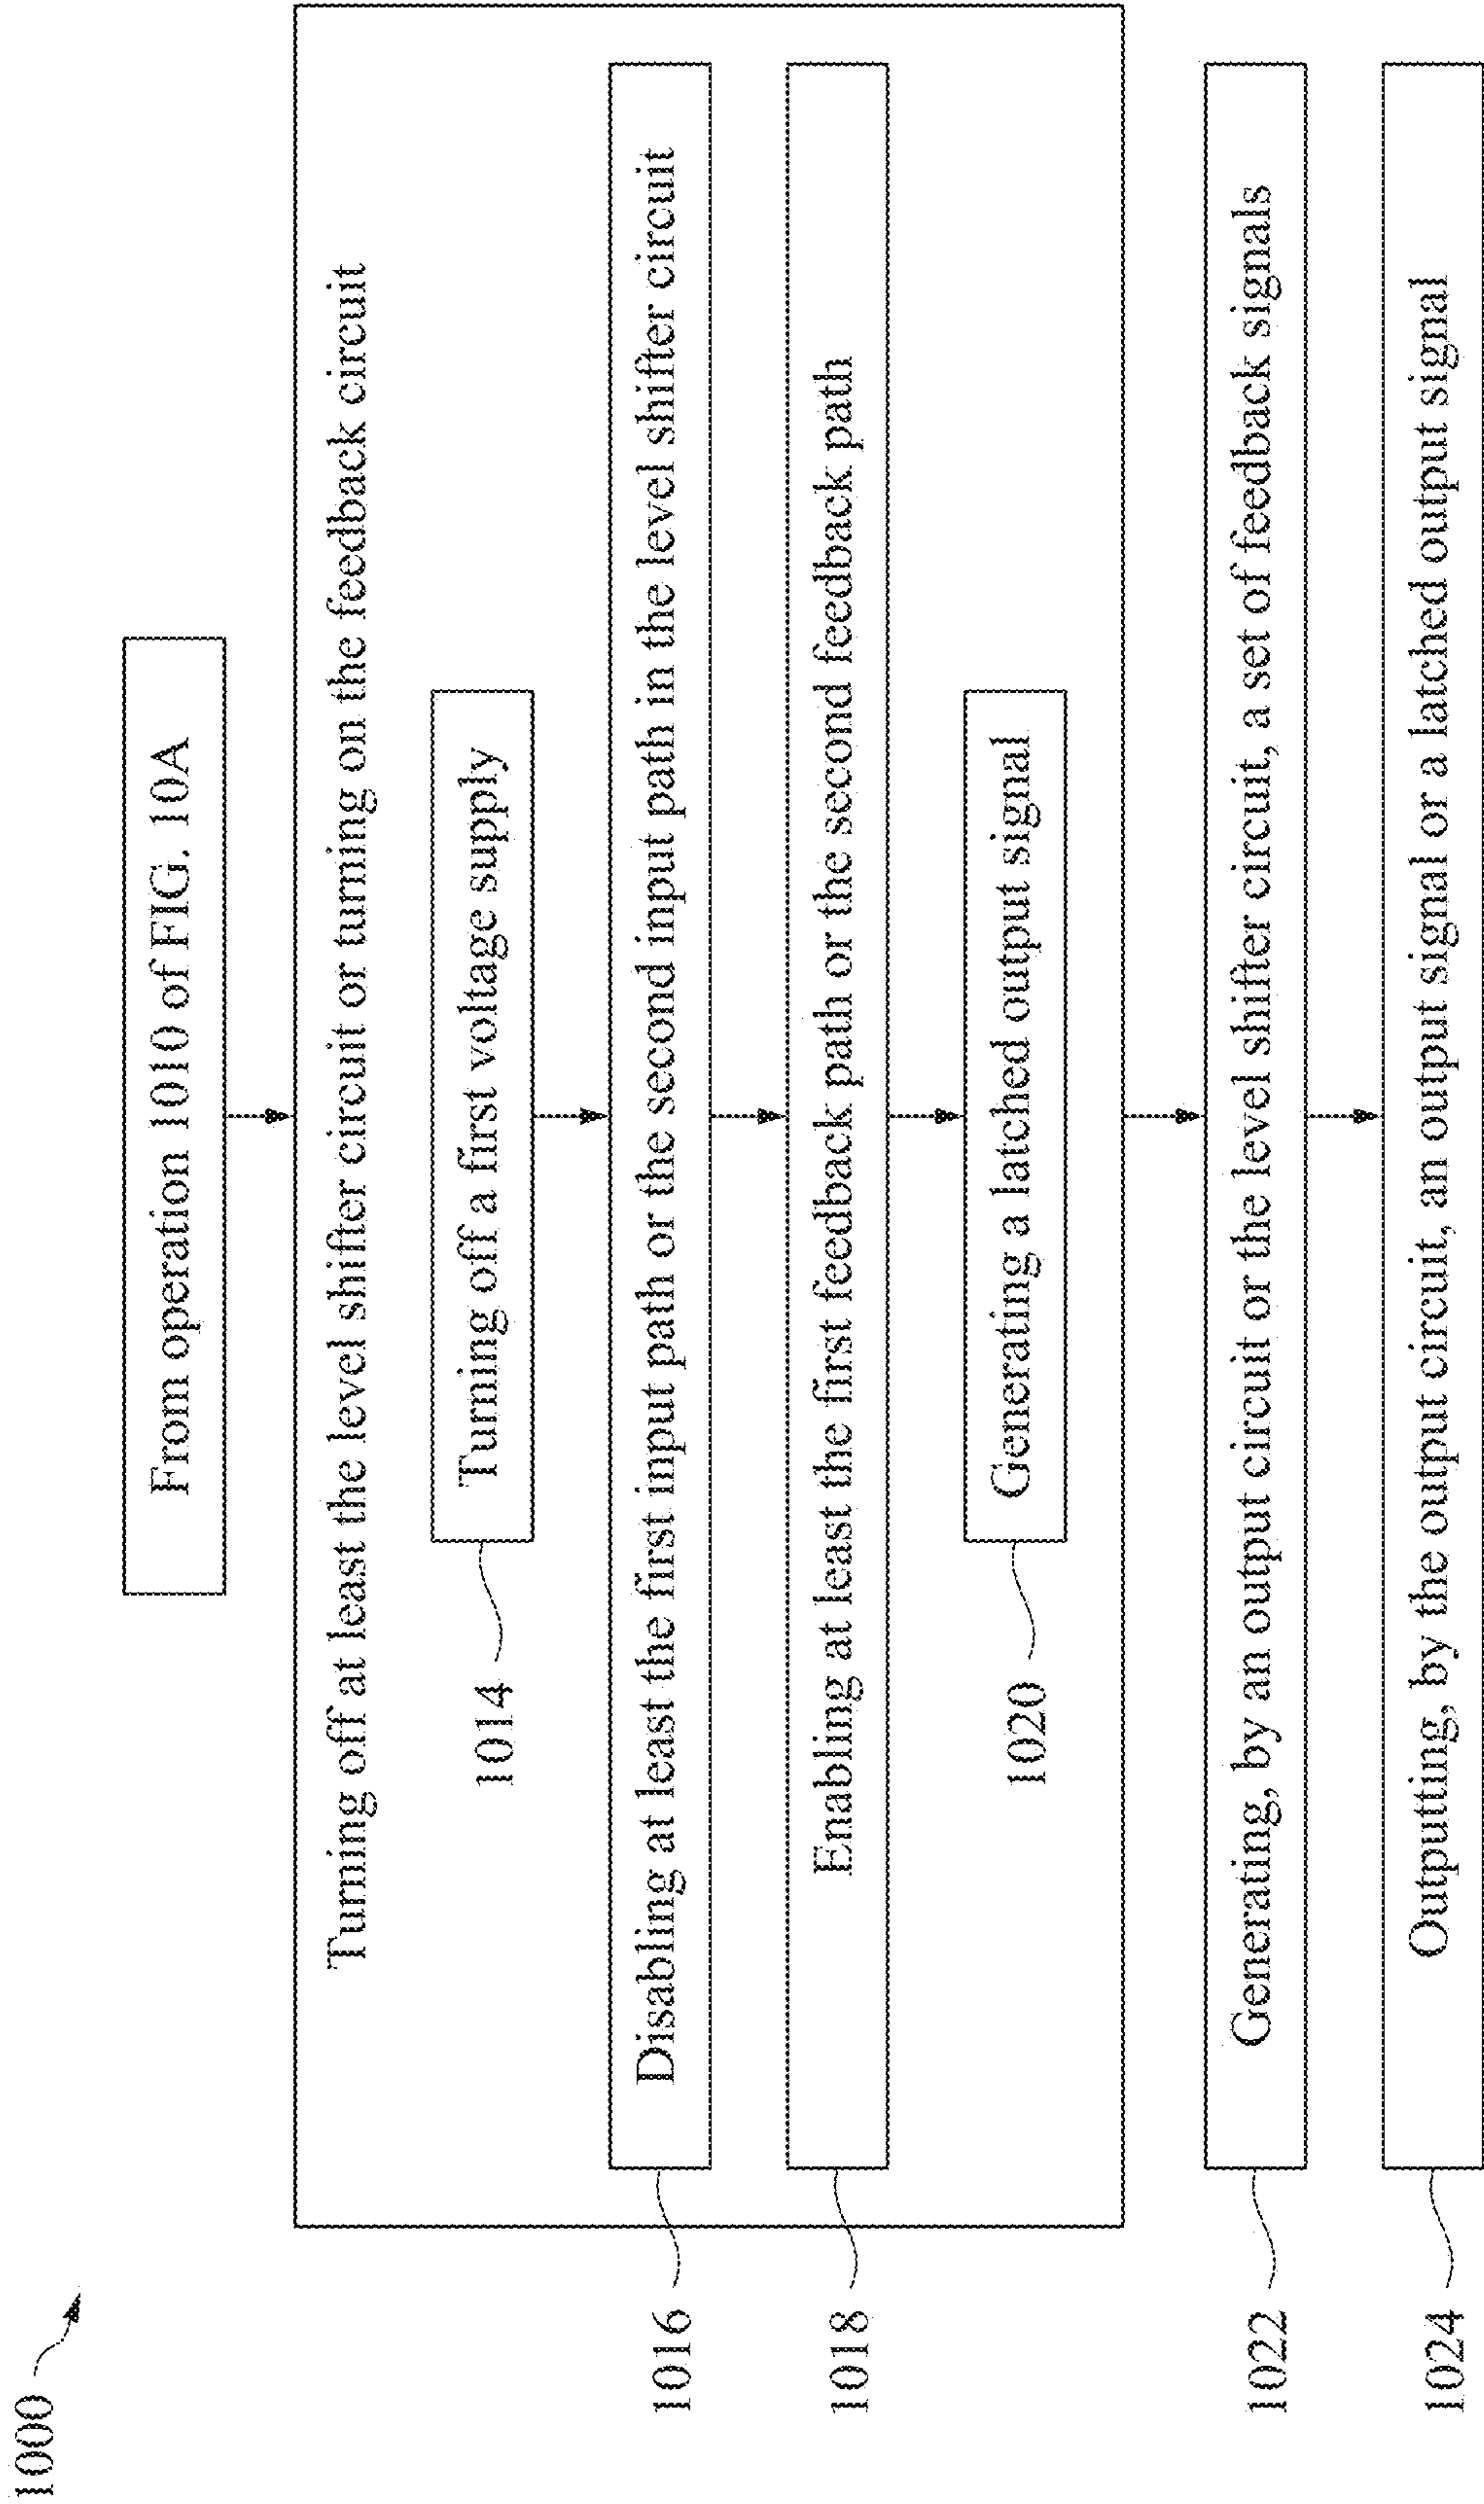 1000
From operation 1010 of FIG. 10A
Turning off at least the level shifter circuit or turning on the feedback circuit
Turning off a first voltage supply
1014
Disabling at least the first input path or the second input path in the level shifter circuit
1016
Enabling at least the first feedback path or the second feedback path
1018
Generating a latched output signal
1020
Generating, by an output circuit or the level shifter circuit, a set of feedback signals
1022
Outputing, by the output circuit, an output signal or a latched output signal
1024